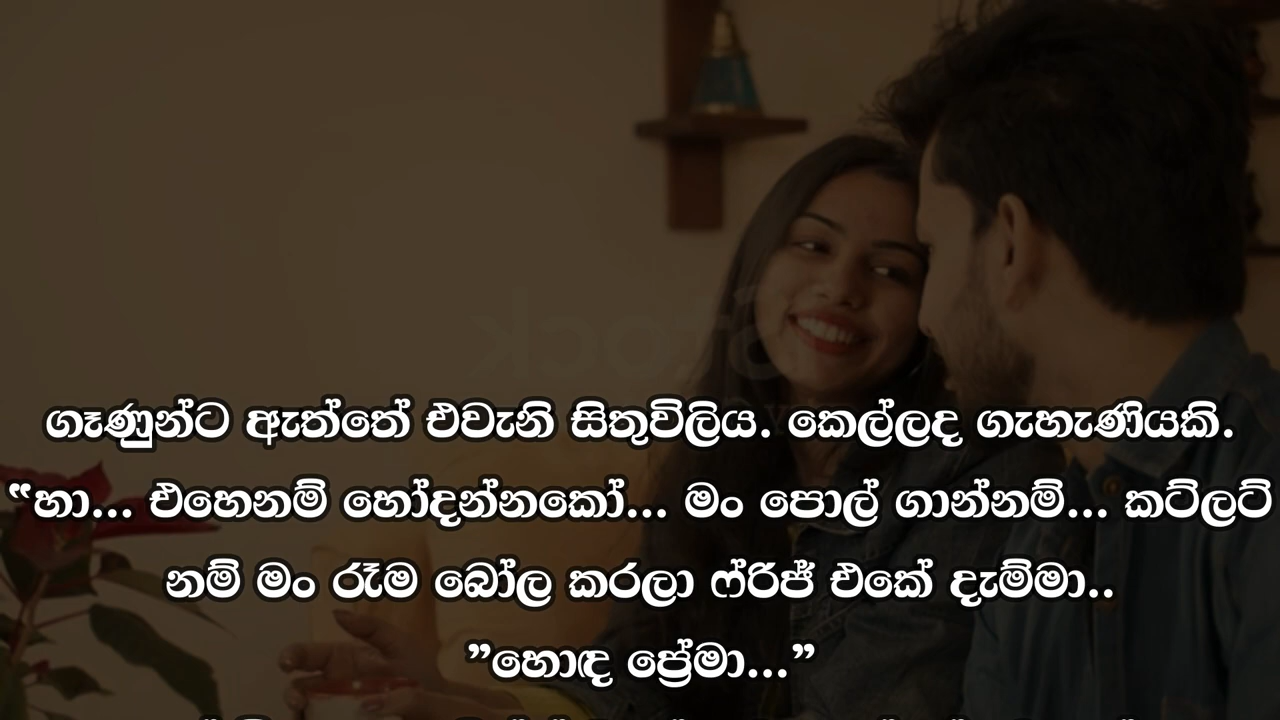 ගෑණුන්ට ඇත්තේ එවැනි සිතුවිලිය. කෙල්ලද ගැහැණියකි.
“හා... එහෙනම් හෝදන්නකෝ... මං පොල් ගාන්නම්... කට්ලට්
නම් මං රෑම බෝල කරලා ෆ්රිජ් එකේ දැම්මා..
”හොඳ ප්‍රේමා...”